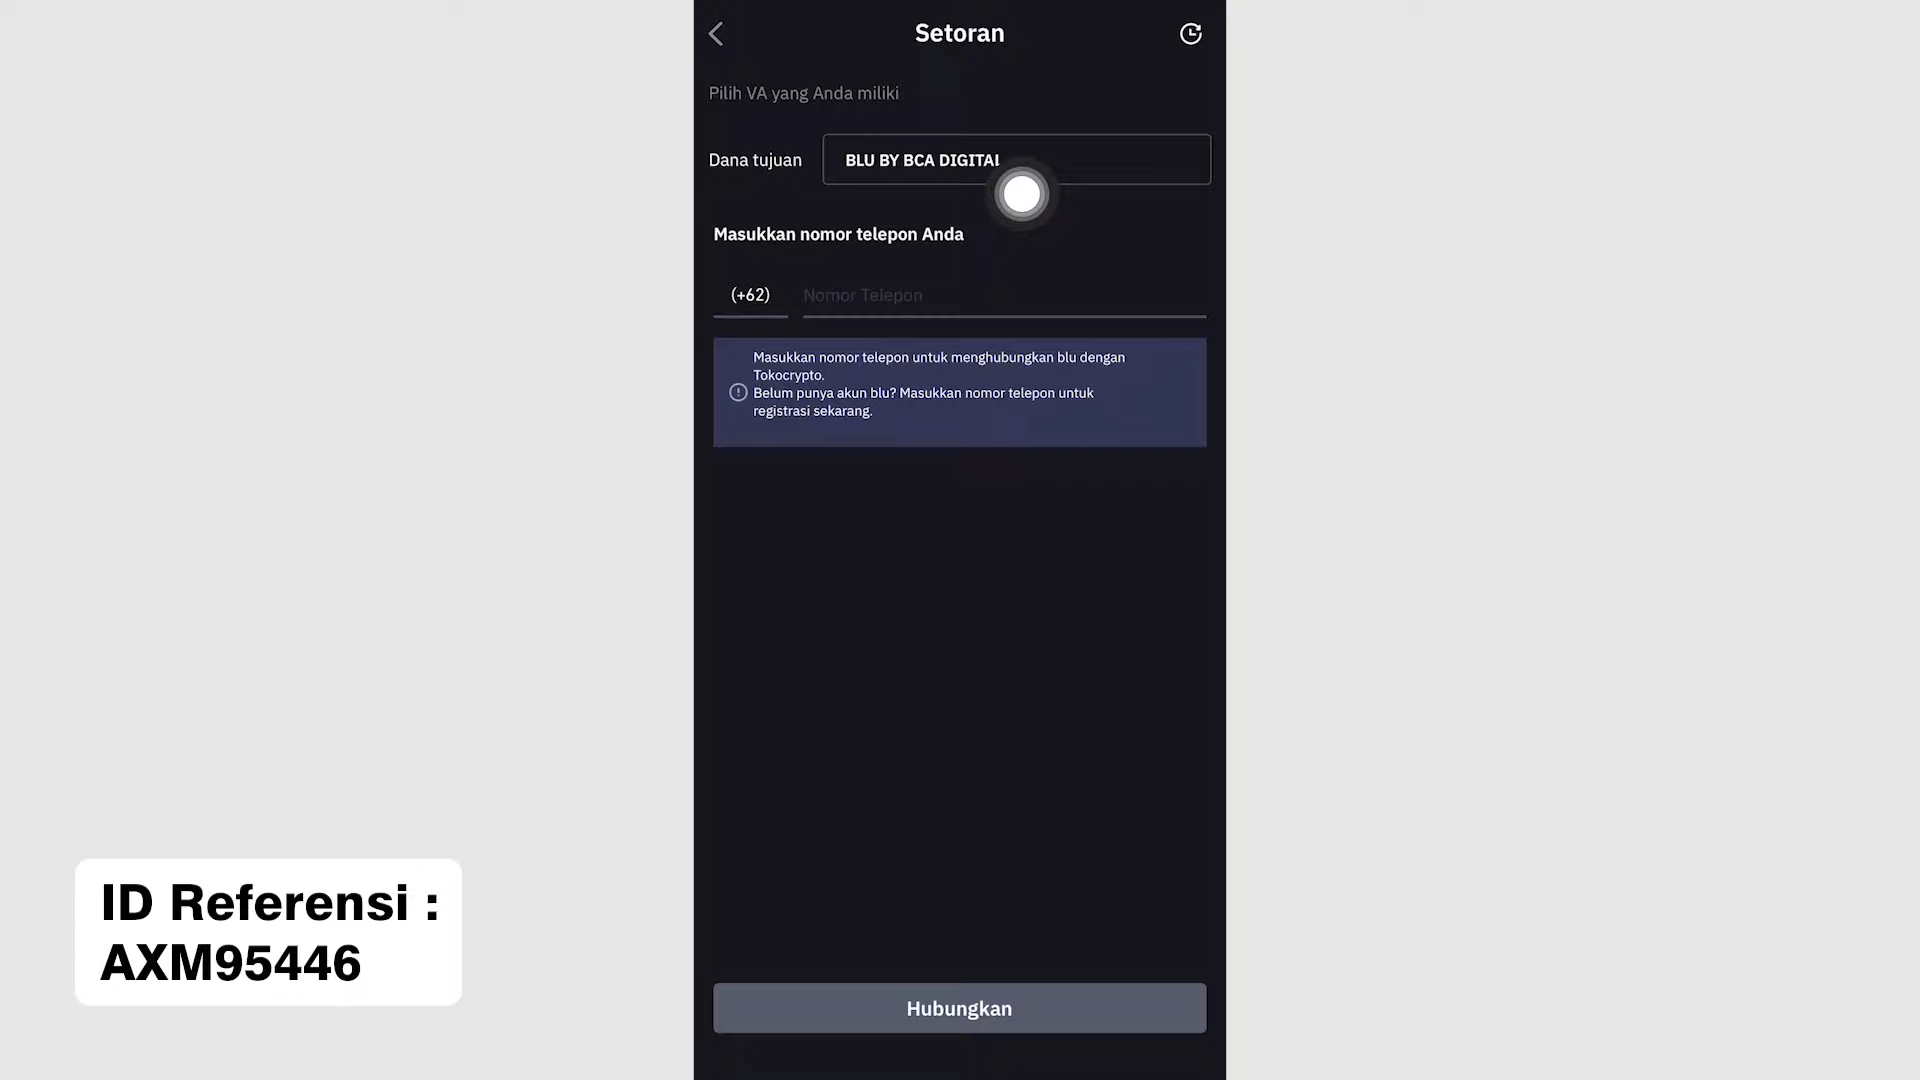 Setoran
Pilih VA yang Anda miliki
Dana tujuan
BLU BY BCA DIGITAL
Masukkan nomor telepon Anda
(+62)
Nomor Telepon
Masukkan nomor telepon untuk menghubungkan blu dengan
Tokocrypto.
Belum punya akun blu? Masukkan nomor telepon untuk
registrasi sekarang.
Hubungkan
ID Referensi :
AXM95446